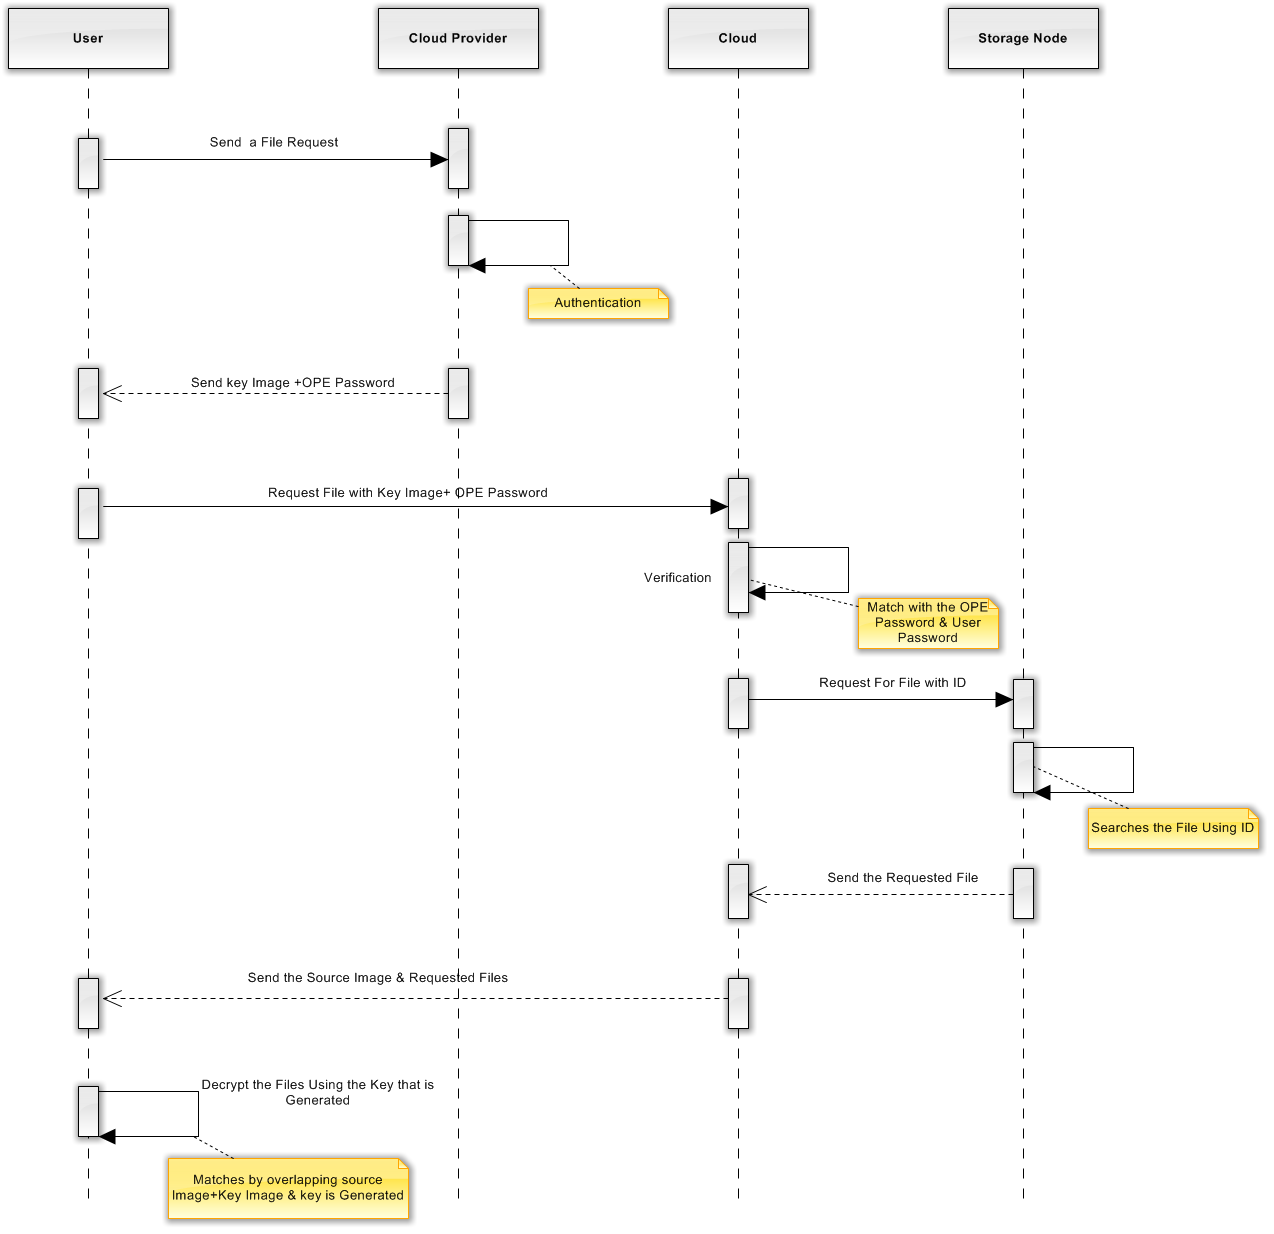 User
Cloud Provider
Cloud
Storage Node
Send  a File Request
Authentication
Send key Image +OPE Password
Request File with Key Image+ OPE Password
Verification
Match with the OPE
Password & User
Password
Request For File with ID
Searches the File Using ID
Send the Requested File
Send the Source Image & Requested Files
Decrypt the Files Using the Key that is
Generated
Matches by overlapping source
Image+Key Image & key is Generated